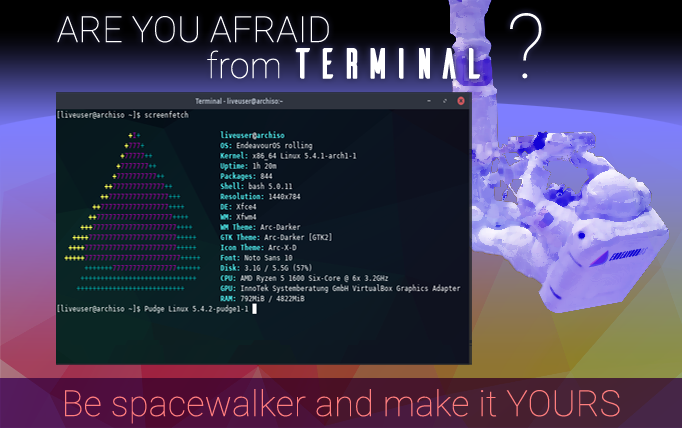 ARE YOU AFRAID
from TERMINAL ?
Terminal - liveuser@archiso:~
[liveuser@archiso ~]$ screenfetch
liveuser@archiso
OS: EndeavourOS rolling
Kernel: x86_64 Linux 5.4.1-arch1-1
Uptime: 1h 20m
Packages: 844
Shell: bash 5.0.11
Resolution: 1440x784
DE: Xfce4
WM: Xfwm4
WM Theme: Arc-Darker
GTK Theme: Arc-Darker [GTK2]
Icon Theme: Arc-X-D
Font: Noto Sans 10
Disk: 3.1G / 5.5G (57%)
CPU: AMD Ryzen 5 1600 Six-Core @ 6x 3.2GHz
GPU: InnoTek Systemberatung GmbH VirtualBox Graphics Adapter
RAM: 792MiB / 4822MiB
[liveuser@archiso ~]$ Pudge Linux 5.4.2-pudge1-1
Be spacewalker and make it YOURS